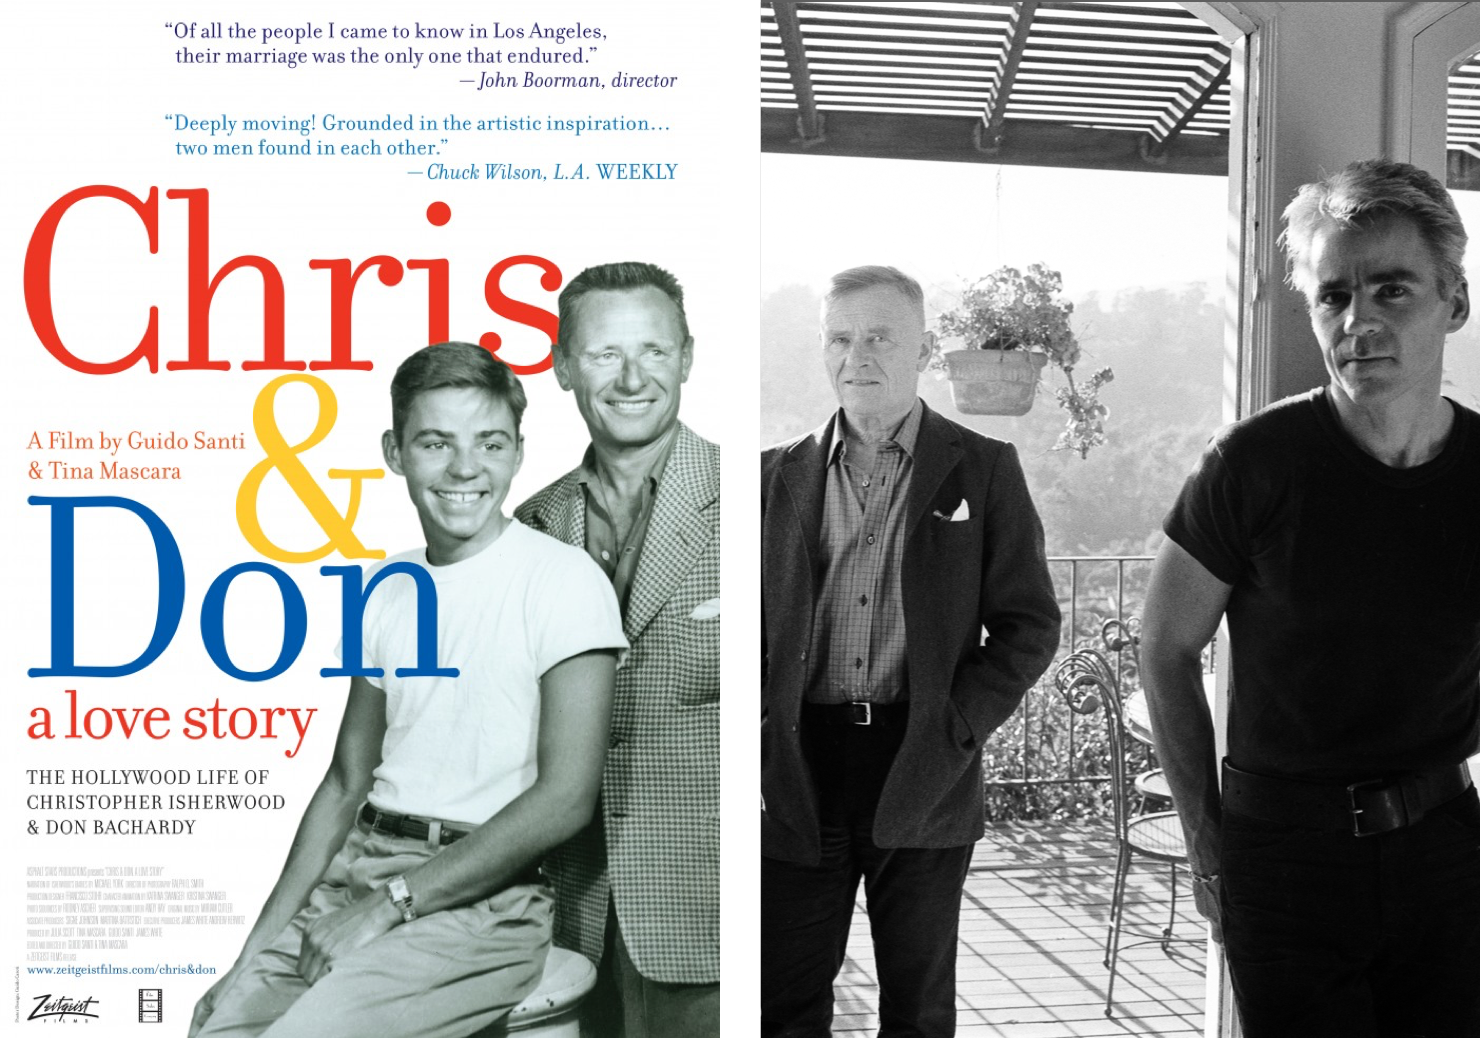 “Of all the people I came to know in Los Angeles,
their marriage was the only one that endured.”
— John Boorman, director
“Deeply moving! Grounded in the artistic inspiration…
two men found in each other.”
— Chuck Wilson, L.A. WEEKLY
Chris
&
A Film by Guido Santi
& Tina Mascara
Don
a love story
THE HOLLYWOOD LIFE OF
CHRISTOPHER ISHERWOOD
& DON BACHARDY
www.zeitgeistfilms.com/chris&don
Zeitgeist
FILMS